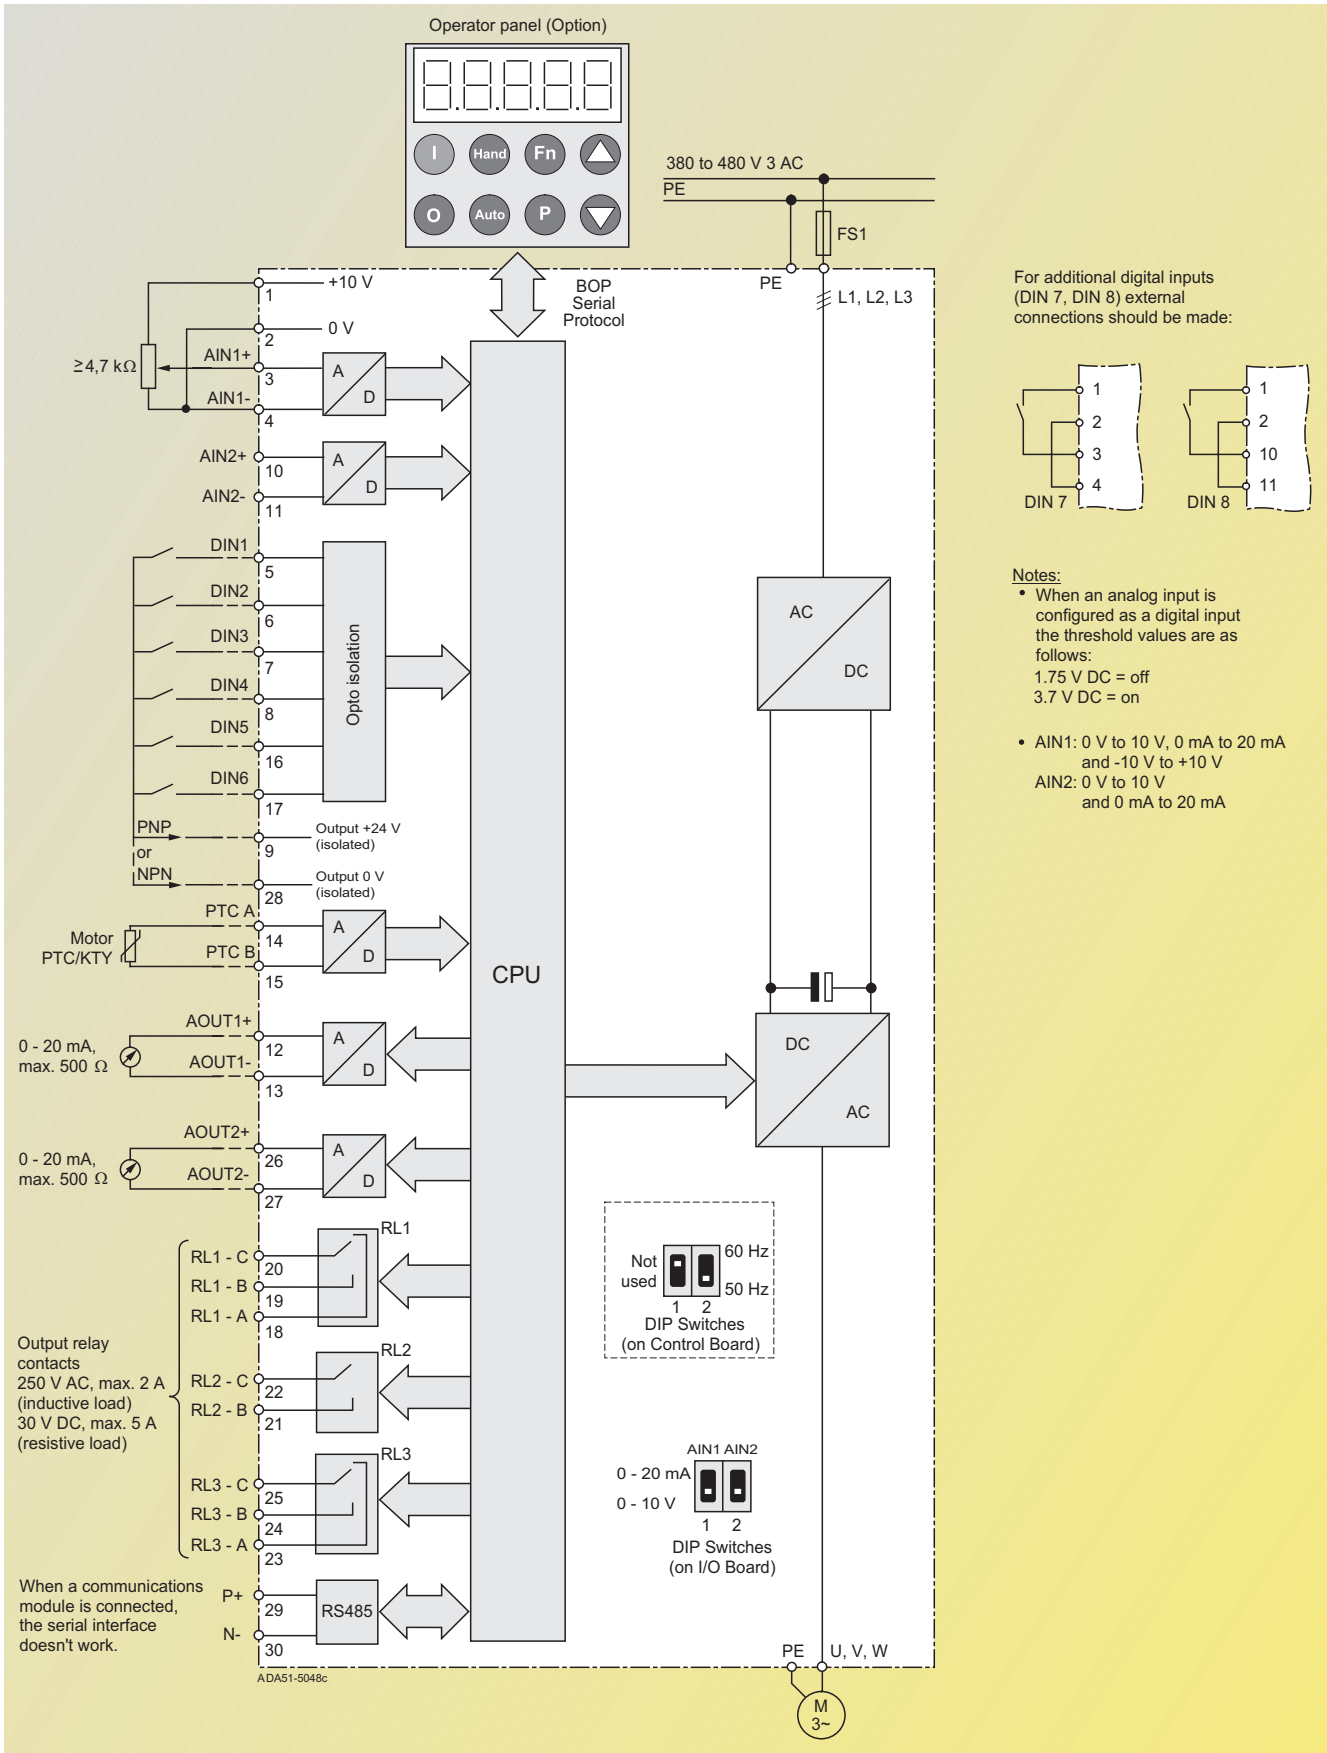 Operator panel (Option)
8.8.8.8.8
I
Hand
Fn
O
Auto
P
380 to 480 V 3 AC
PE
FS1
PE
L1, L2, L3
BOP
Serial
Protocol
+10 V
1
0 V
2
≥4,7 kΩ
AIN1+
3
AIN1-
4
A
D
AIN2+
10
AIN2-
11
A
D
DIN1
5
DIN2
6
DIN3
7
DIN4
8
DIN5
16
DIN6
17
Opto isolation
PNP
or
NPN
9
Output +24 V
(isolated)
28
Output 0 V
(isolated)
Motor
PTC/KTY
PTC A
14
PTC B
15
A
D
CPU
0 - 20 mA,
max. 500 Ω
AOUT1+
12
AOUT1-
13
A
D
0 - 20 mA,
max. 500 Ω
AOUT2+
26
AOUT2-
27
A
D
Output relay
contacts
250 V AC, max. 2 A
(inductive load)
30 V DC, max. 5 A
(resistive load)
RL1
RL1 - C
20
RL1 - B
19
RL1 - A
18
RL2
RL2 - C
22
RL2 - B
21
RL3
RL3 - C
25
RL3 - B
24
RL3 - A
23
When a communications
module is connected,
the serial interface
doesn't work.
P+
29
N-
30
RS485
ADA51-5048c
AC
DC
DC
AC
Not
used
60 Hz
50 Hz
1 2
DIP Switches
(on Control Board)
AIN1 AIN2
0 - 20 mA
0 - 10 V
1 2
DIP Switches
(on I/O Board)
PE
U, V, W
M
3~
For additional digital inputs
(DIN 7, DIN 8) external
connections should be made:
1
2
3
4
DIN 7
1
2
10
11
DIN 8
Notes:
• When an analog input is
configured as a digital input
the threshold values are as
follows:
1.75 V DC = off
3.7 V DC = on
• AIN1: 0 V to 10 V, 0 mA to 20 mA
and -10 V to +10 V
AIN2: 0 V to 10 V
and 0 mA to 20 mA